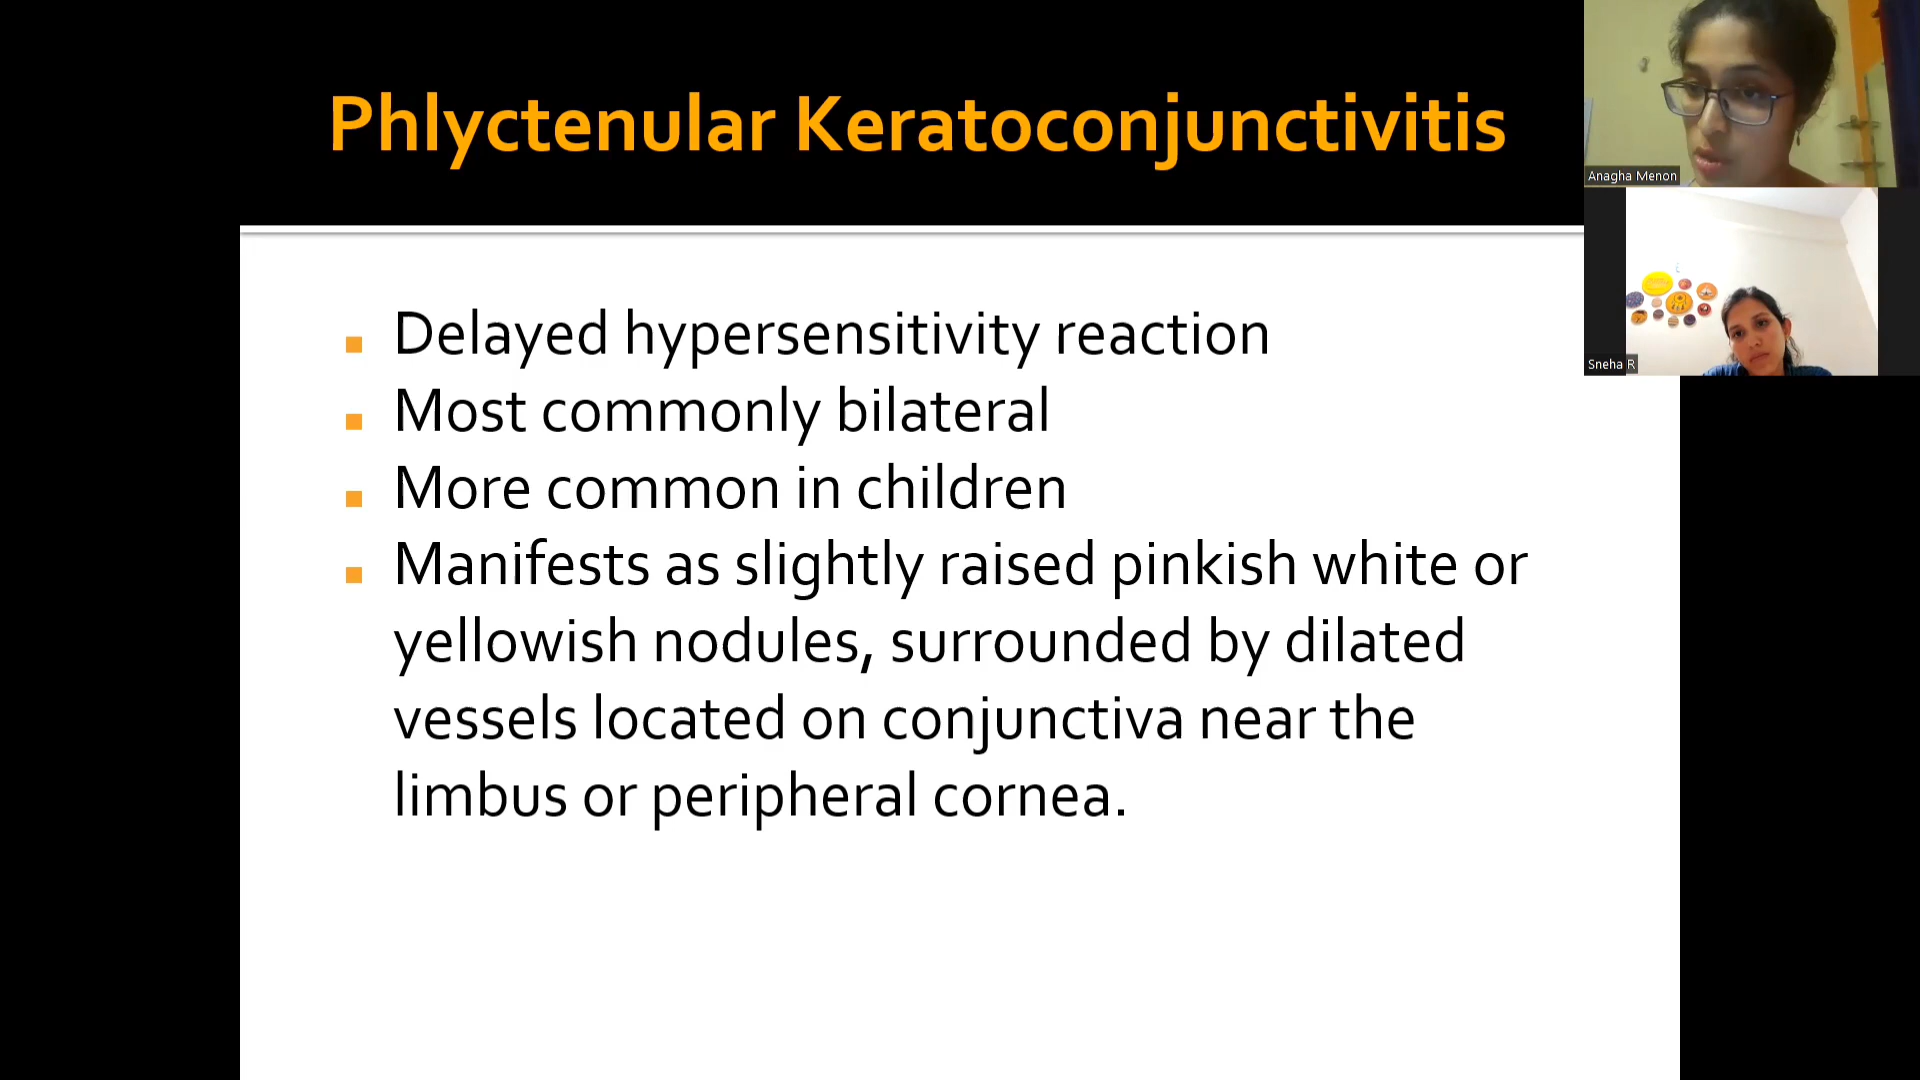 Phlyctenular Keratoconjunctivitis
Anagha Menon
Sneha R
Delayed hypersensitivity reaction
Most commonly bilateral
More common in children
Manifests as slightly raised pinkish white or
yellowish nodules, surrounded by dilated
vessels located on conjunctiva near the
limbus or peripheral cornea.